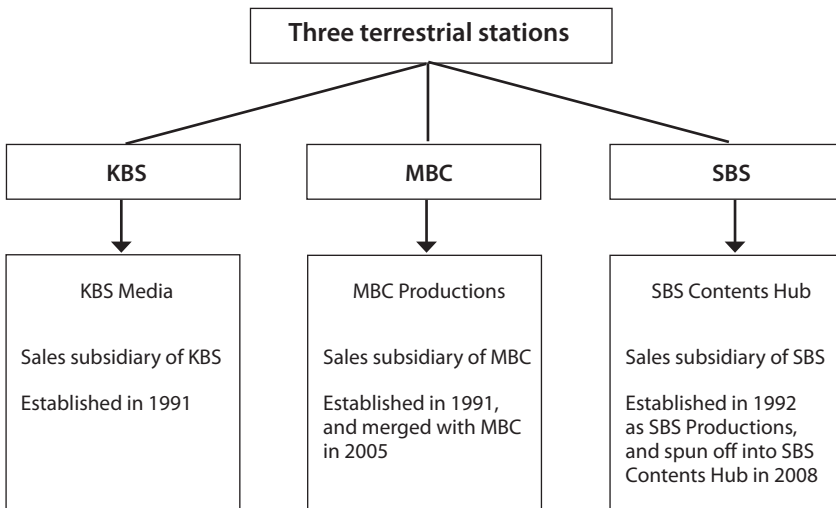 Three terrestrial stations
KBS
MBC
SBS
KBS Media
Sales subsidiary of KBS
Established in 1991
MBC Productions
Sales subsidiary of MBC
Established in 1991,
and merged with MBC
in 2005
SBS Contents Hub
Sales subsidiary of SBS
Established in 1992
as SBS Productions,
and spun off into SBS
Contents Hub in 2008